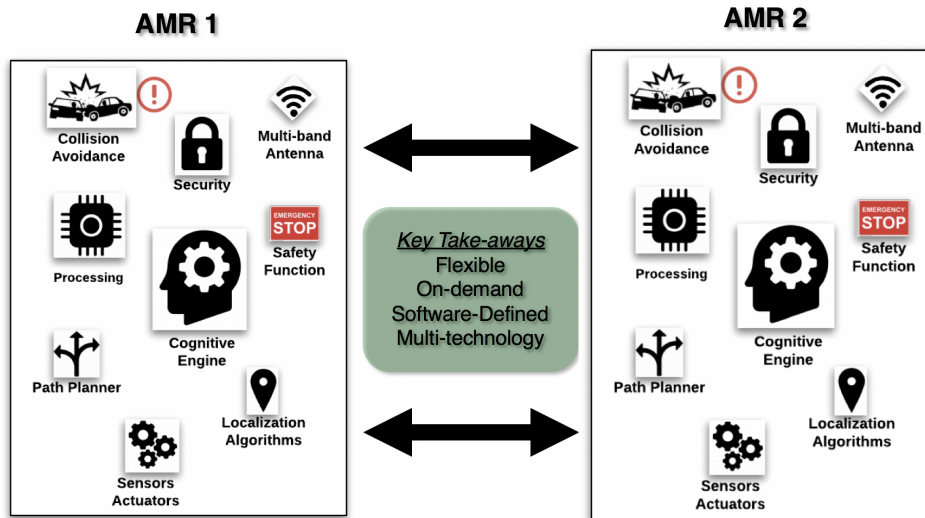 AMR 1
Collision
Avoidance
Security
Multi-band
Antenna
Processing
EMERGENCY
STOP
Safety
Function
Cognitive
Engine
Path Planner
Localization
Algorithms
Sensors
Actuators
Key Take-aways
Flexible
On-demand
Software-Defined
Multi-technology
AMR 2
Collision
Avoidance
Security
Multi-band
Antenna
Processing
EMERGENCY
STOP
Safety
Function
Cognitive
Engine
Path Planner
Localization
Algorithms
Sensors
Actuators